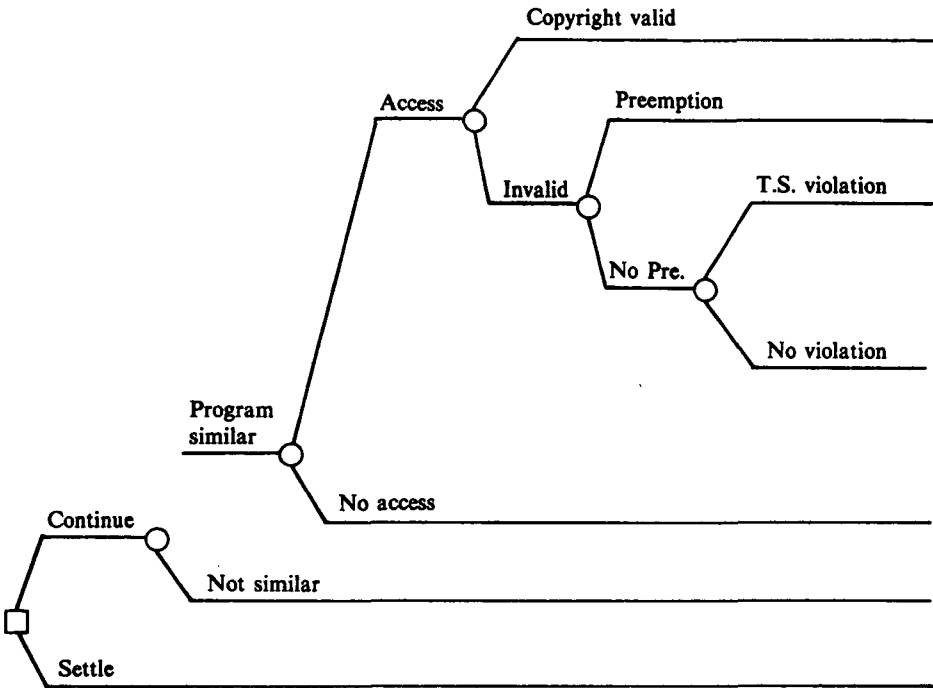 Copyright valid
Access
Preemption
Invalid
T.S. violation
No Pre.
No violation
Program
similar
No access
Continue
Not similar
Settle